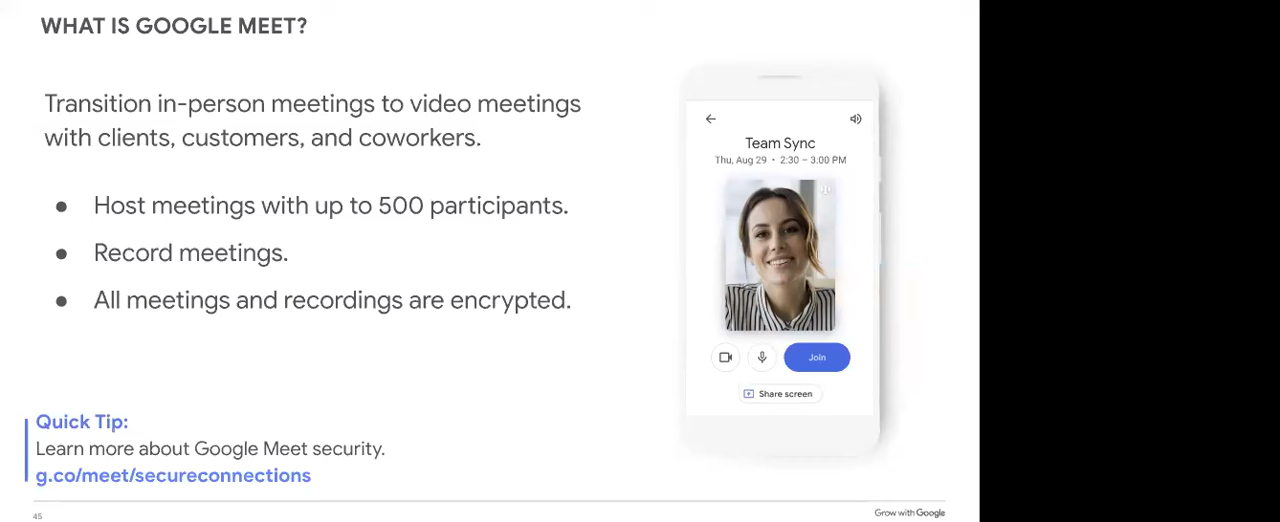 WHAT IS GOOGLE MEET?
Transition in-person meetings to video meetings
with clients, customers, and coworkers.
● Host meetings with up to 500 participants.
● Record meetings.
● All meetings and recordings are encrypted.
Team Sync
Thu, Aug 29 • 2:30 – 3:00 PM
Join
Share screen
Quick Tip:
Learn more about Google Meet security.
g.co/meet/secureconnections
45
Grow with Google